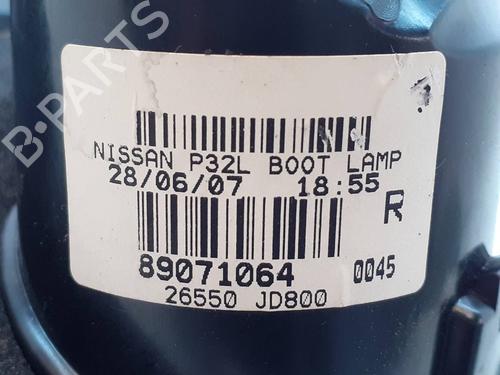 B-PARTS
NISSAN P32L BOOT LAMP
28/06/07 18:55
R
89071064 0045
26550 JD800